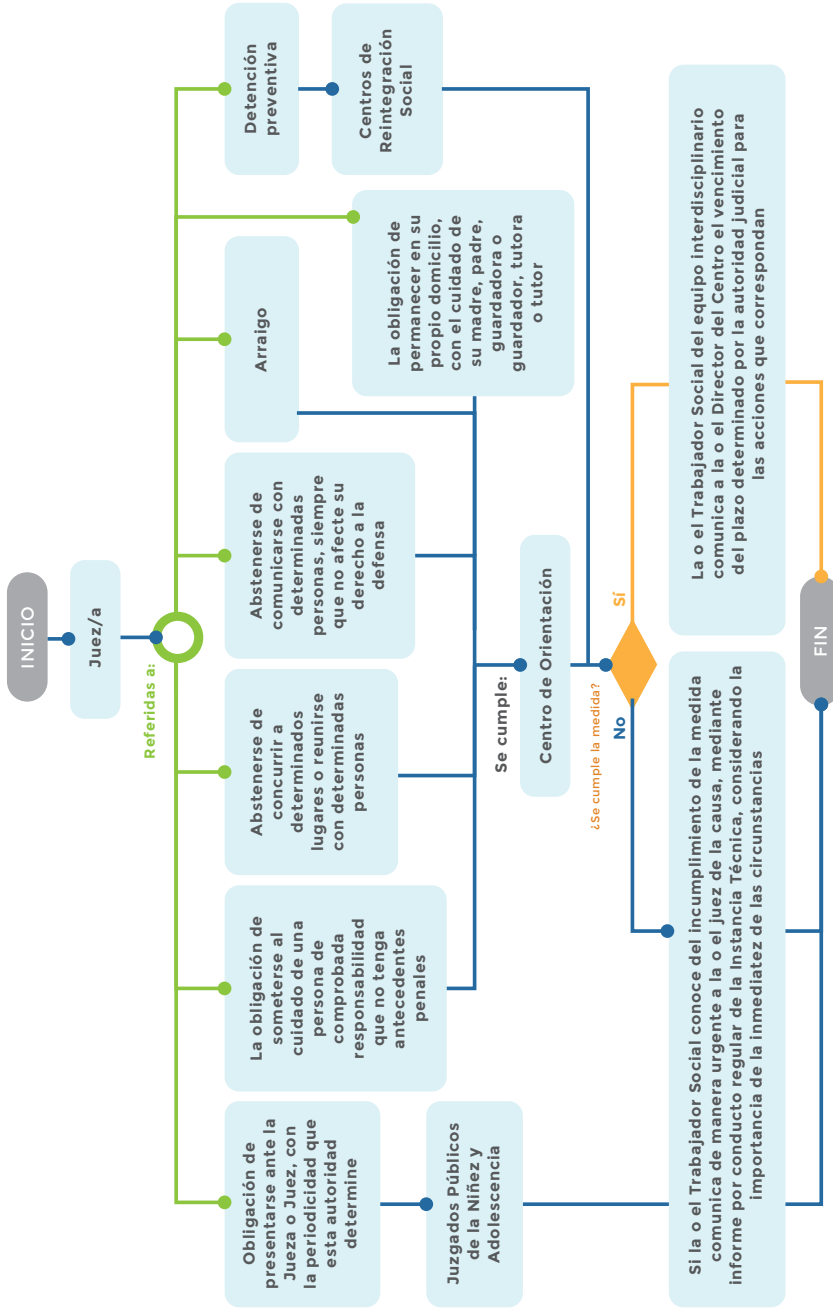 INICIO
Juez/a
Referidas a:
Obligación de
presentarse ante la
Jueza o Juez, con
la periodicidad que
esta autoridad
determine
Juzgados Públicos
de la Niñez y
Adolescencia
La obligación de
someterse al
cuidado de una
persona de
comprobada
responsabilidad
que no tenga
antecedentes
penales
Abstenerse de
concurrir a
determinados
lugares o reunirse
con determinadas
personas
Abstenerse de
comunicarse con
determinadas
personas, siempre
que no afecte su
derecho a la
defensa
Arraigo
La obligación de
permanecer en su
propio domicilio,
con el cuidado de
su madre, padre,
guardadora o
guardador, tutora
o tutor
Detención
preventiva
Centros de
Reintegración
Social
Se cumple:
Centro de Orientación
¿Se cumple la medida?
No
Sí
Si la o el Trabajador Social conoce del incumplimiento de la medida
comunica de manera urgente a la o el juez de la causa, mediante
informe por conducto regular de la Instancia Técnica, considerando la
importancia de la inmediatez de las circunstancias
La o el Trabajador Social del equipo interdisciplinario
comunica a la o el Director del Centro el vencimiento
del plazo determinado por la autoridad judicial para
las acciones que correspondan
FIN